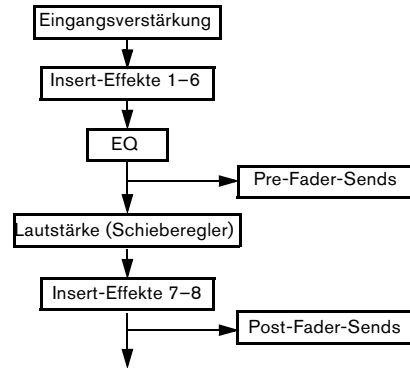 Eingangsverstärkung
Insert-Effekte 1–6
EQ
Pre-Fader-Sends
Lautstärke (Schieberegler)
Insert-Effekte 7–8
Post-Fader-Sends